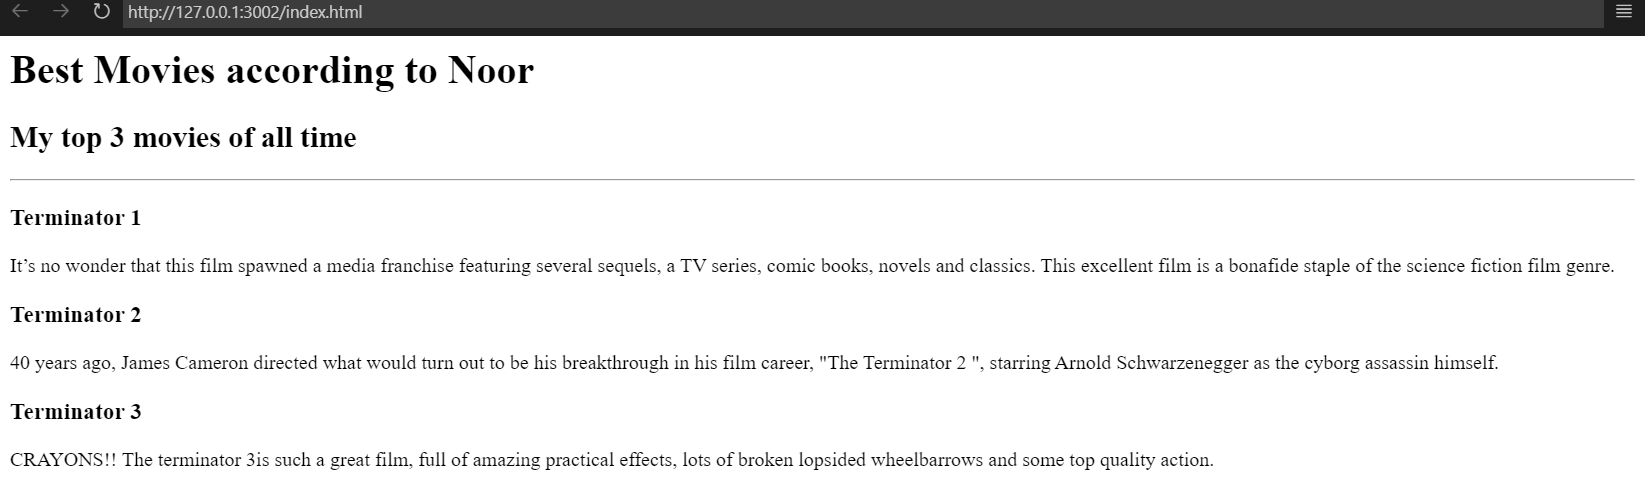 http://127.0.0.1:3002/index.html
Best Movies according to Noor
My top 3 movies of all time
Terminator 1
It’s no wonder that this film spawned a media franchise featuring several sequels, a TV series, comic books, novels and classics. This excellent film is a bonafide staple of the science fiction film genre.
Terminator 2
40 years ago, James Cameron directed what would turn out to be his breakthrough in his film career, "The Terminator 2 ", starring Arnold Schwarzenegger as the cyborg assassin himself.
Terminator 3
CRAYONS!! The terminator 3is such a great film, full of amazing practical effects, lots of broken lopsided wheelbarrows and some top quality action.